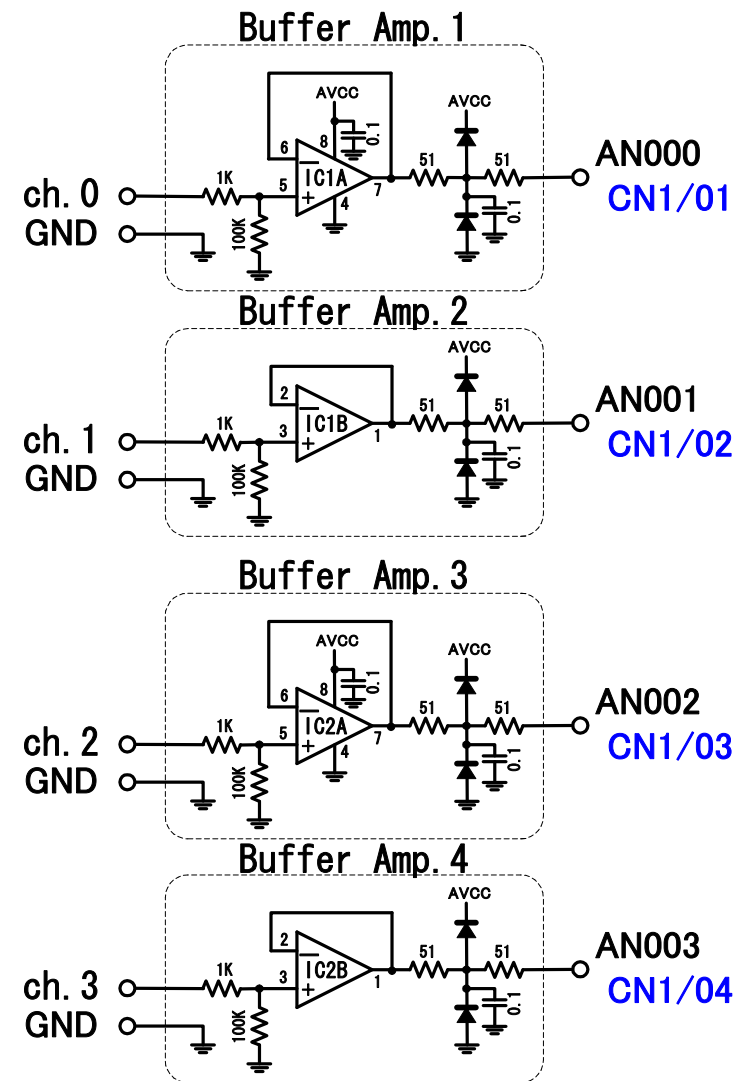 Buffer Amp.1
AVCC
AVCC
0.1
6
8
51
51
AN000
1K
IC1A
ch.0
5
7
CN1/01
4
0.1
GND
100K
Buffer Amp.2
AVCC
2
51
51
AN001
1K
IC1B
ch.1
3
1
CN1/02
0.1
GND
100K
Buffer Amp.3
AVCC
AVCC
0.1
6
8
51
51
AN002
1K
IC2A
ch.2
5
7
CN1/03
4
0.1
GND
100K
Buffer Amp.4
AVCC
2
51
51
AN003
1K
IC2B
ch.3
3
1
CN1/04
0.1
GND
100K